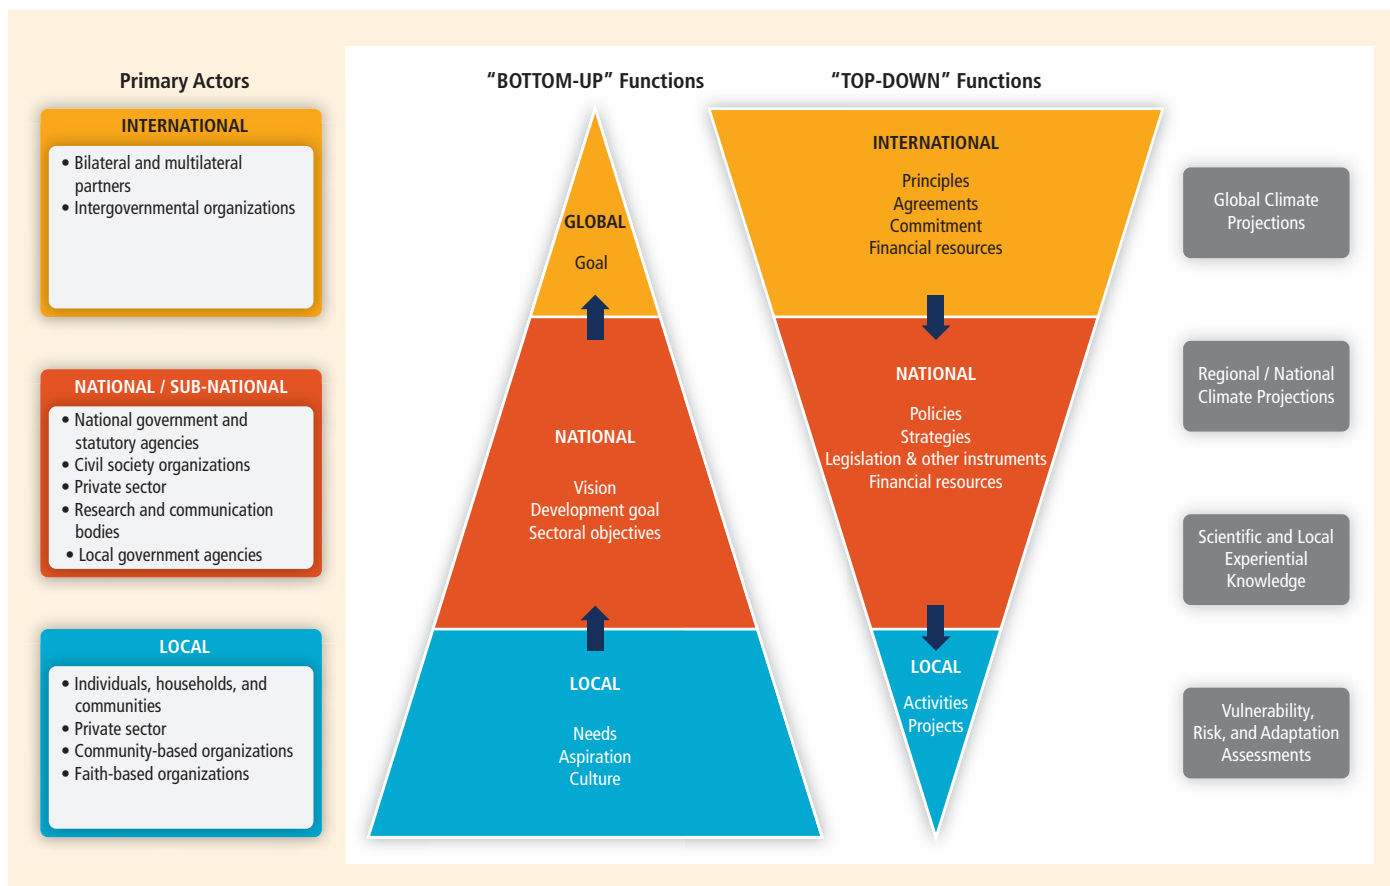 Primary Actors
INTERNATIONAL
• Bilateral and multilateral
partners
• Intergovernmental organizations
NATIONAL / SUB-NATIONAL
• National government and
statutory agencies
• Civil society organizations
• Private sector
• Research and communication
bodies
• Local government agencies
LOCAL
• Individuals, households, and
communities
• Private sector
• Community-based organizations
• Faith-based organizations
“BOTTOM-UP” Functions
GLOBAL
Goal
NATIONAL
Vision
Development goal
Sectoral objectives
LOCAL
Needs
Aspiration
Culture
“TOP-DOWN” Functions
INTERNATIONAL
Principles
Agreements
Commitment
Financial resources
NATIONAL
Policies
Strategies
Legislation & other instruments
Financial resources
LOCAL
Activities
Projects
Global Climate
Projections
Regional / National
Climate Projections
Scientific and Local
Experiential
Knowledge
Vulnerability,
Risk, and Adaptation
Assessments